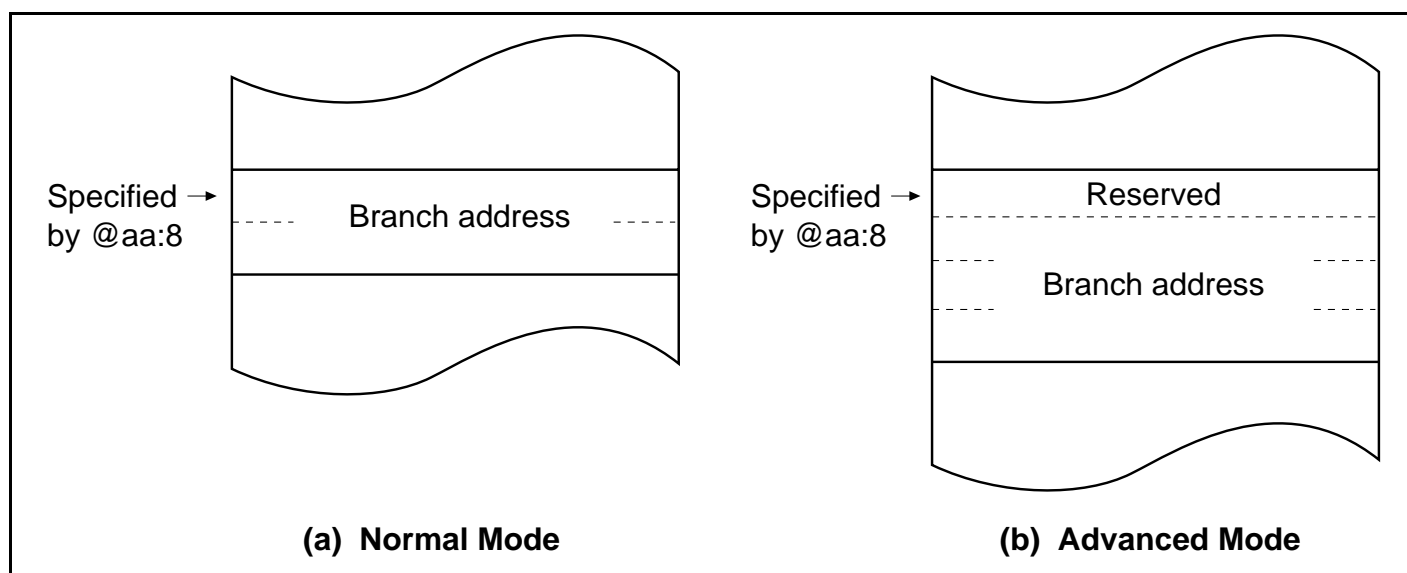 Specified
by @aa:8
Branch address
(a) Normal Mode
Specified
by @aa:8
Reserved
Branch address
(b) Advanced Mode